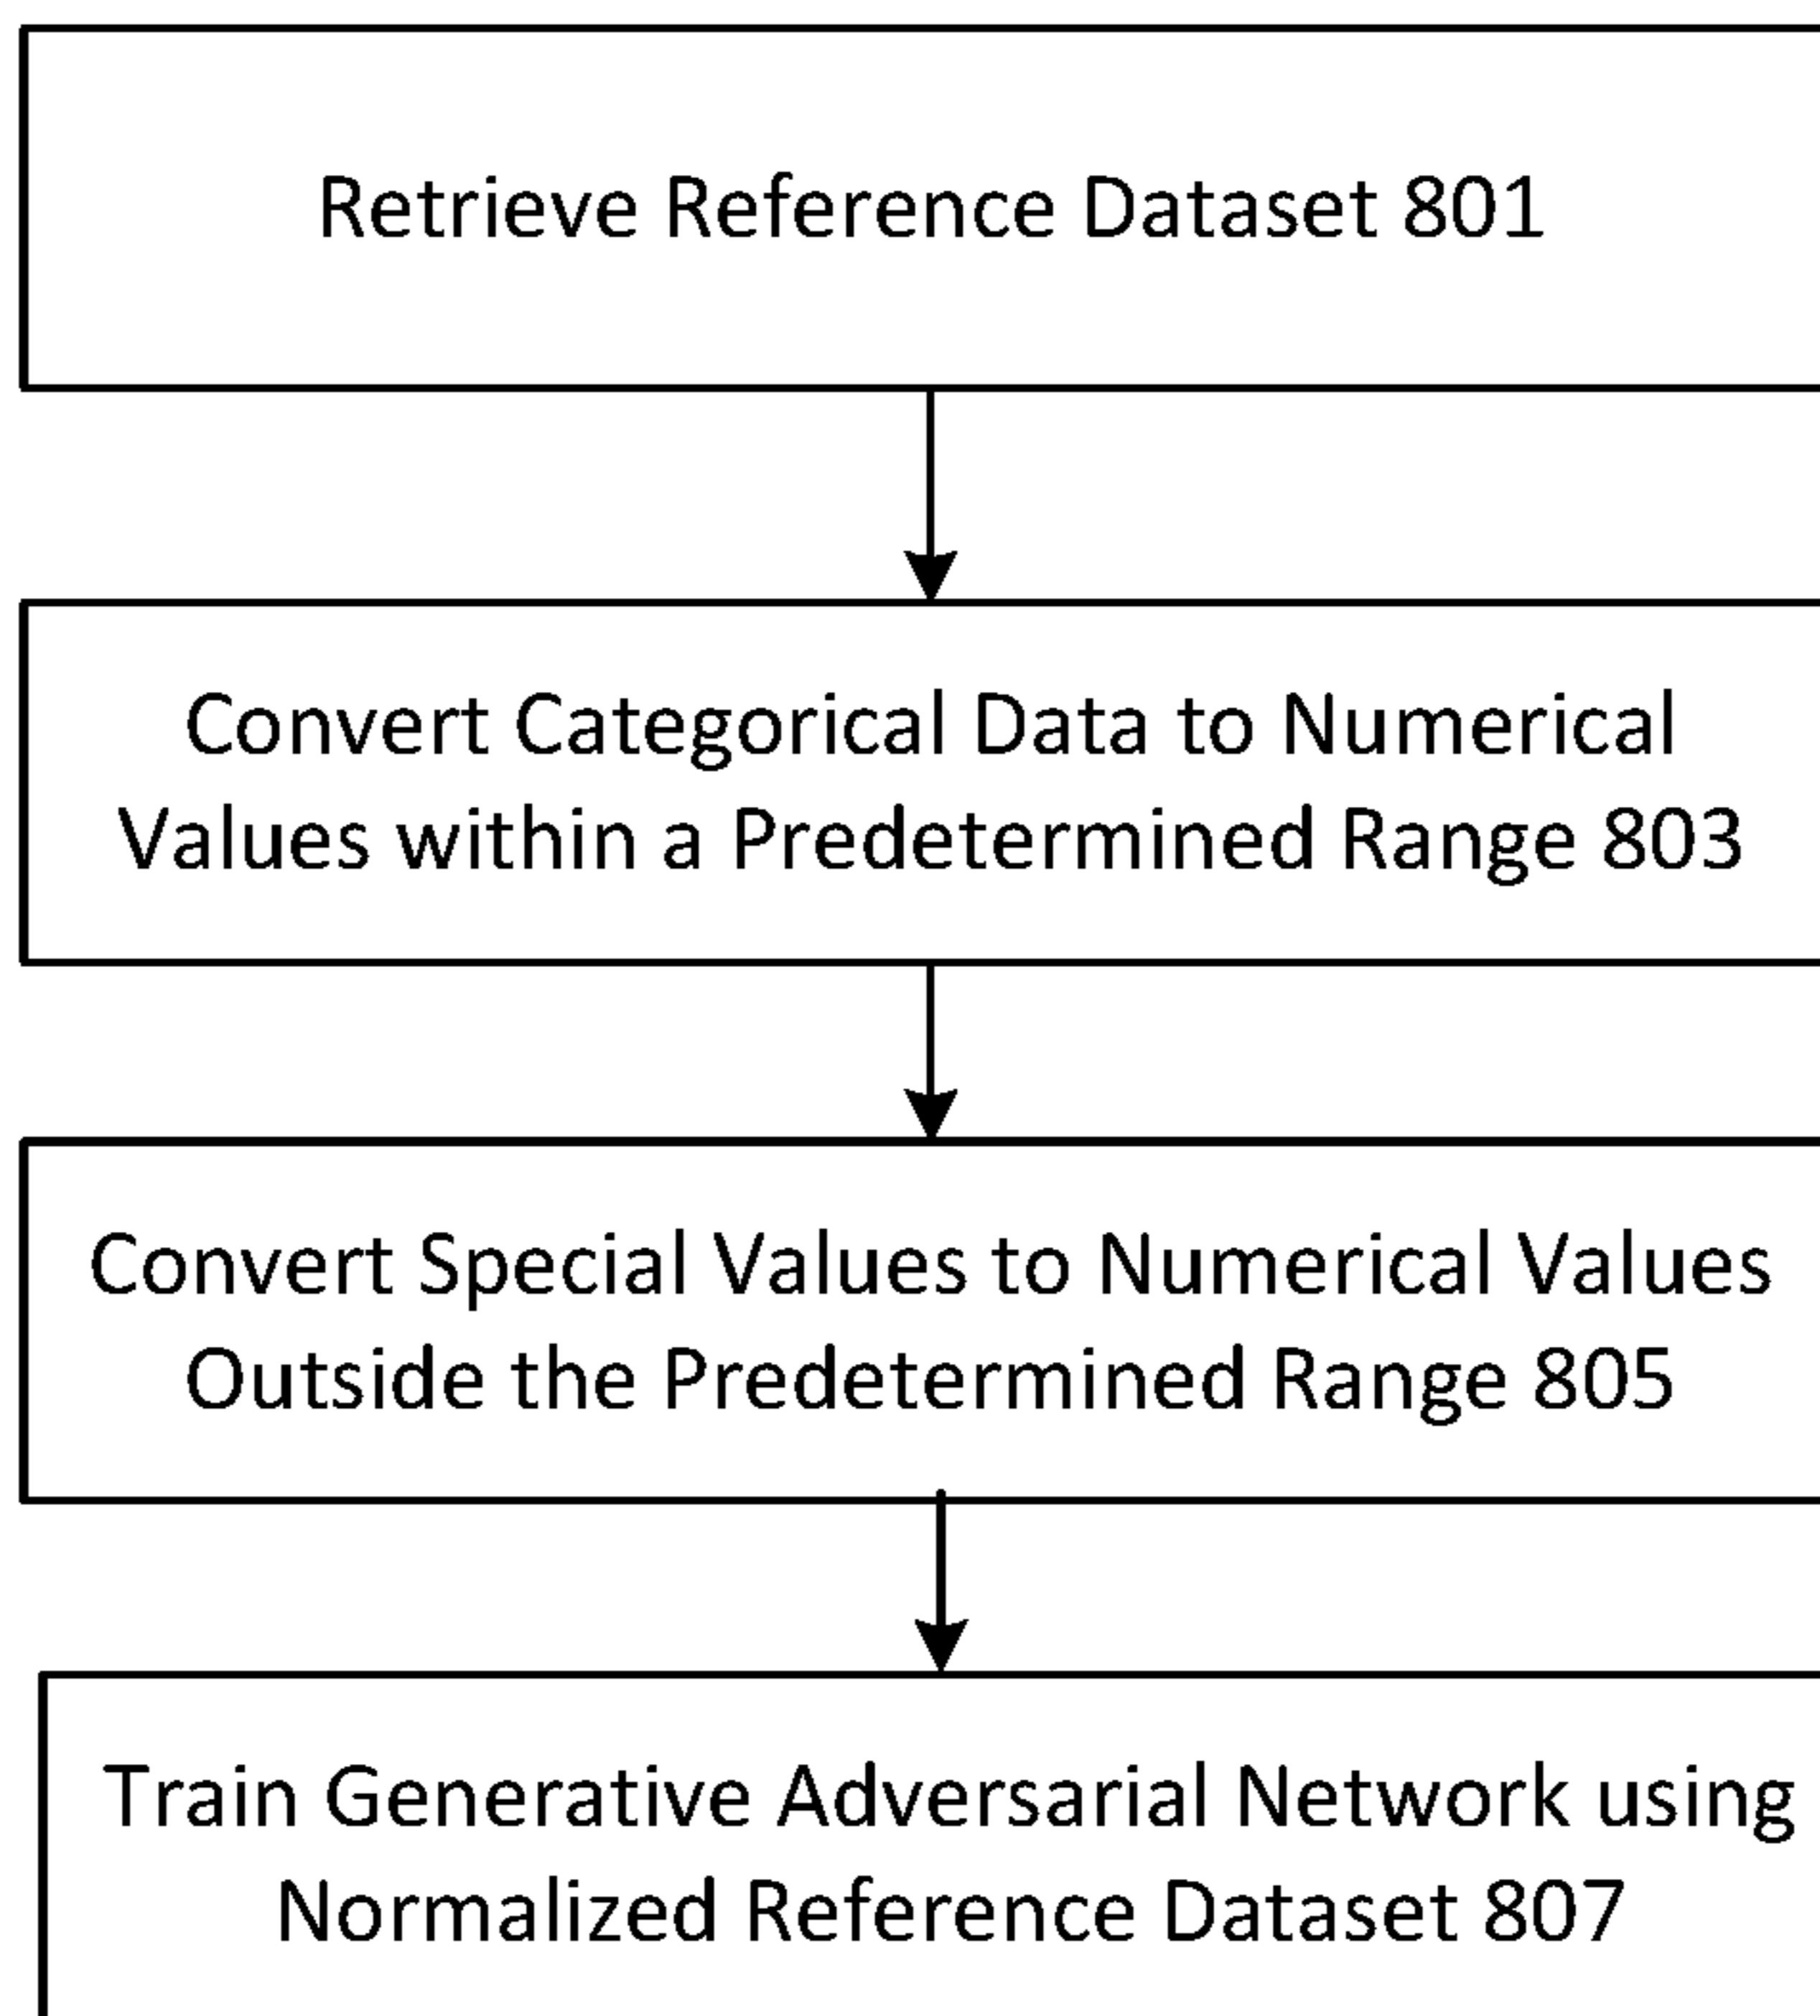 Retrieve Reference Dataset 801
Convert Categorical Data to Numerical
Values within a Predetermined Range 803
Convert Special Values to Numerical Values
Outside the Predetermined Range 805
Train Generative Adversarial Network using
Normalized Reference Dataset 807